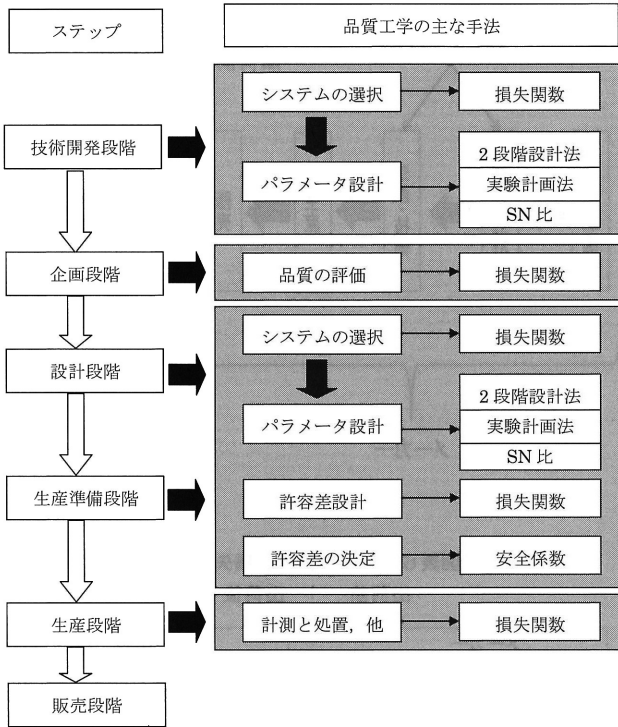 ステップ
品質工学の主な手法
技術開発段階
システムの選択
損失関数
パラメータ設計
2段階設計法
実験計画法
SN比
企画段階
品質の評価
損失関数
設計段階
システムの選択
損失関数
パラメータ設計
2段階設計法
実験計画法
SN比
メーカー
生産準備段階
許容差設計
損失関数
許容差の決定
安全係数
生産段階
計測と処置，他
損失関数
販売段階